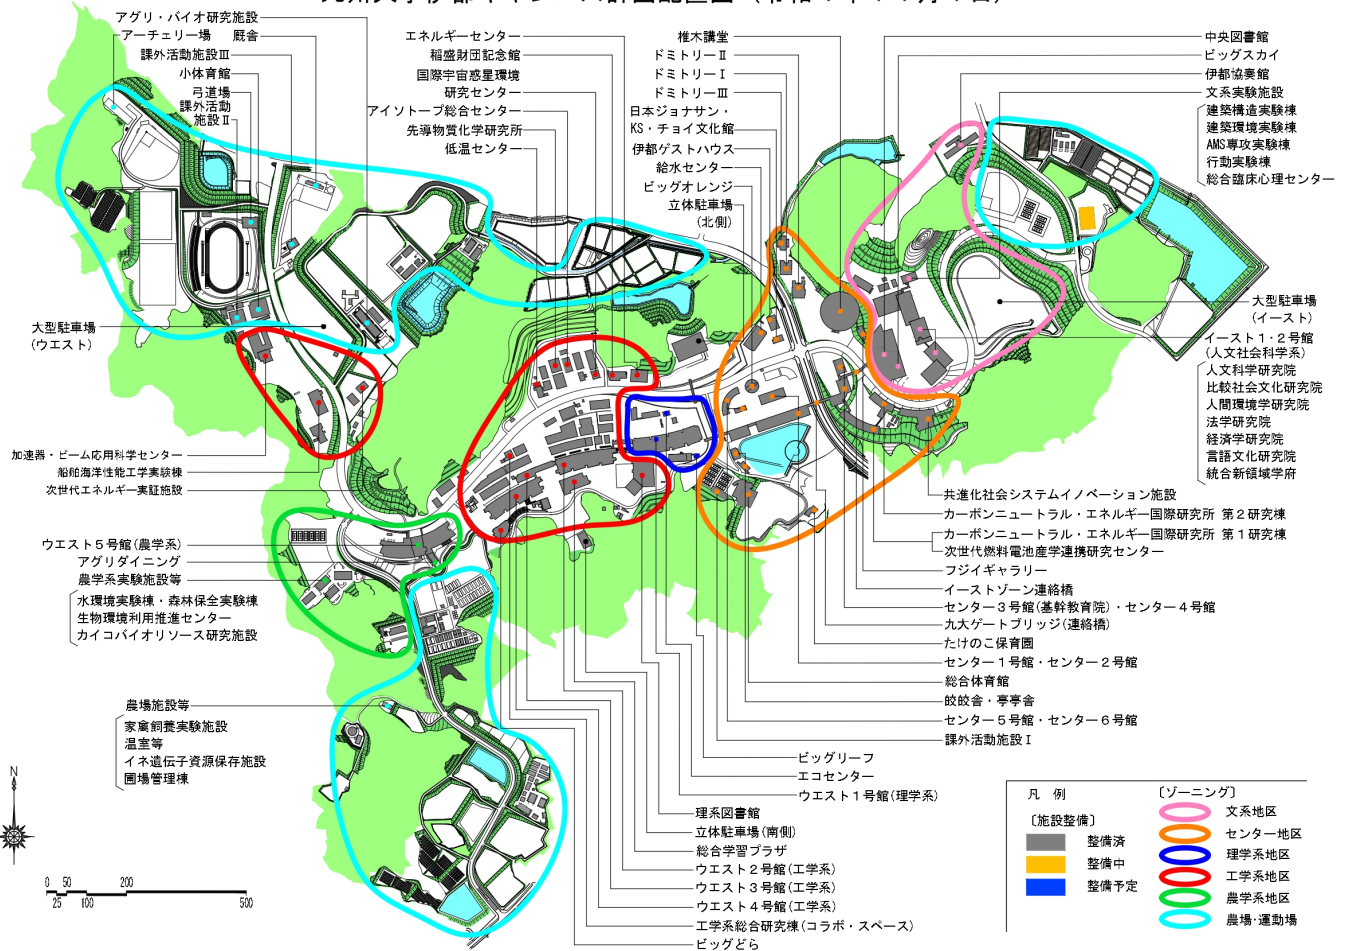 アグリ・バイオ研究施設
アーチェリー場　厩舎
課外活動施設Ⅲ
小体育館
弓道場
課外活動
施設Ⅱ
エネルギーセンター
稲盛財団記念館
国際宇宙惑星環境
研究センター
アイソトープ総合センター
先導物質化学研究所
低温センター
椎木講堂
ドミトリーⅡ
ドミトリーⅠ
ドミトリーⅢ
日本ジョナサン・
KS・チョイ文化館
伊都ゲストハウス
給水センター
ビッグオレンジ
立体駐車場
(北側)
中央図書館
ビッグスカイ
伊都協奏館
文系実験施設
建築構造実験棟
建築環境実験棟
AMS専攻実験棟
行動実験棟
総合臨床心理センター
大型駐車場
(イースト)
イースト1・2号館
(人文社会科学系)
人文科学研究院
比較社会文化研究院
人間環境学研究院
法学研究院
経済学研究院
言語文化研究院
統合新領域学府
大型駐車場
(ウエスト)
加速器・ビーム応用科学センター
船舶海洋性能工学実験棟
次世代エネルギー実証施設
ウエスト5号館(農学系)
アグリダイニング
農学系実験施設等
水環境実験棟・森林保全実験棟
生物環境利用推進センター
カイコバイオリソース研究施設
農場施設等
家禽飼養実験施設
温室等
イネ遺伝子資源保存施設
圃場管理棟
共進化社会システムイノベーション施設
カーボンニュートラル・エネルギー国際研究所 第2研究棟
カーボンニュートラル・エネルギー国際研究所 第1研究棟
次世代燃料電池産学連携研究センター
フジイギャラリー
イーストゾーン連絡橋
センター3号館(基幹教育院)・センター4号館
九大ゲートブリッジ(連絡橋)
たけのこ保育園
センター1号館・センター2号館
総合体育館
皎皎舎・亭亭舎
センター5号館・センター6号館
課外活動施設Ⅰ
ビッグリーフ
エコセンター
ウエスト1号館(理学系)
理系図書館
立体駐車場(南側)
総合学習プラザ
ウエスト2号館(工学系)
ウエスト3号館(工学系)
ウエスト4号館(工学系)
工学系総合研究棟(コラボ・スペース)
ビッグどら
凡　例
〔施設整備〕
整備済
整備中
整備予定
〔ゾーニング〕
文系地区
センター地区
理学系地区
工学系地区
農学系地区
農場・運動場
N
0 50 200
25 100 500